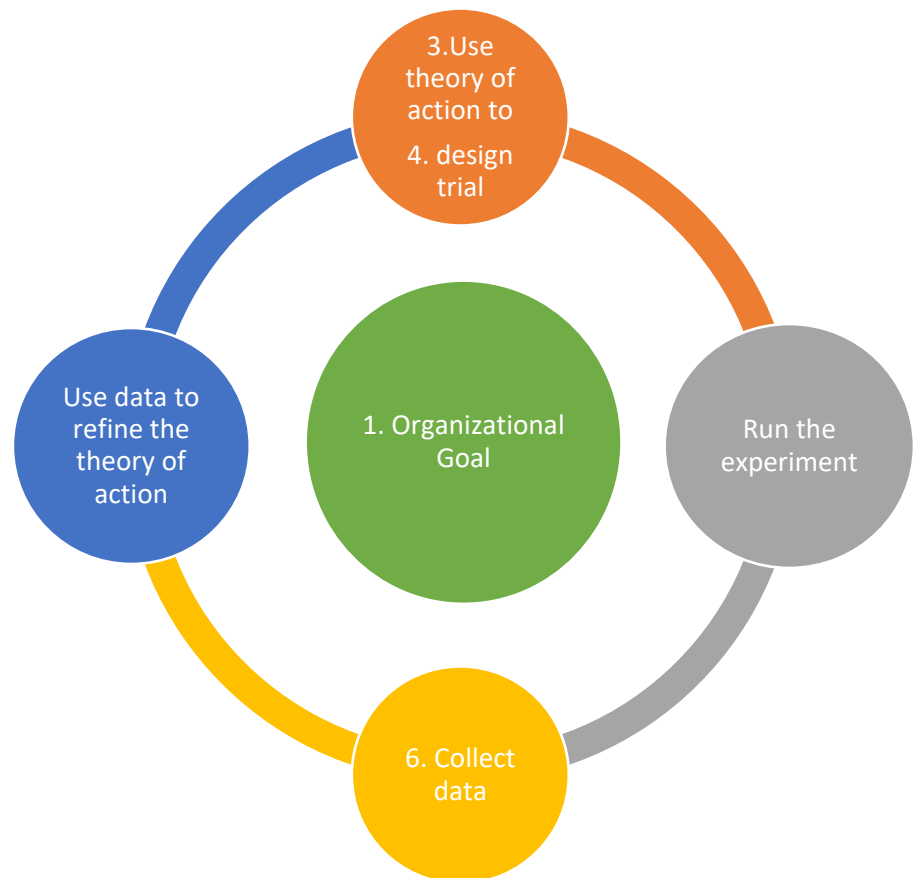 3.Use
theory of
action to
4. design
trial
Run the
experiment
6. Collect
data
Use data to
refine the
theory of
action
1. Organizational
Goal